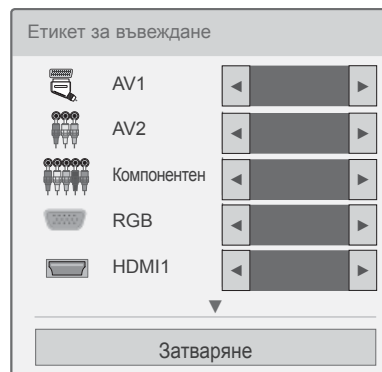 Етикет за въвеждане
AV1
AV2
Компонентен
RGB
HDMI1
Затваряне